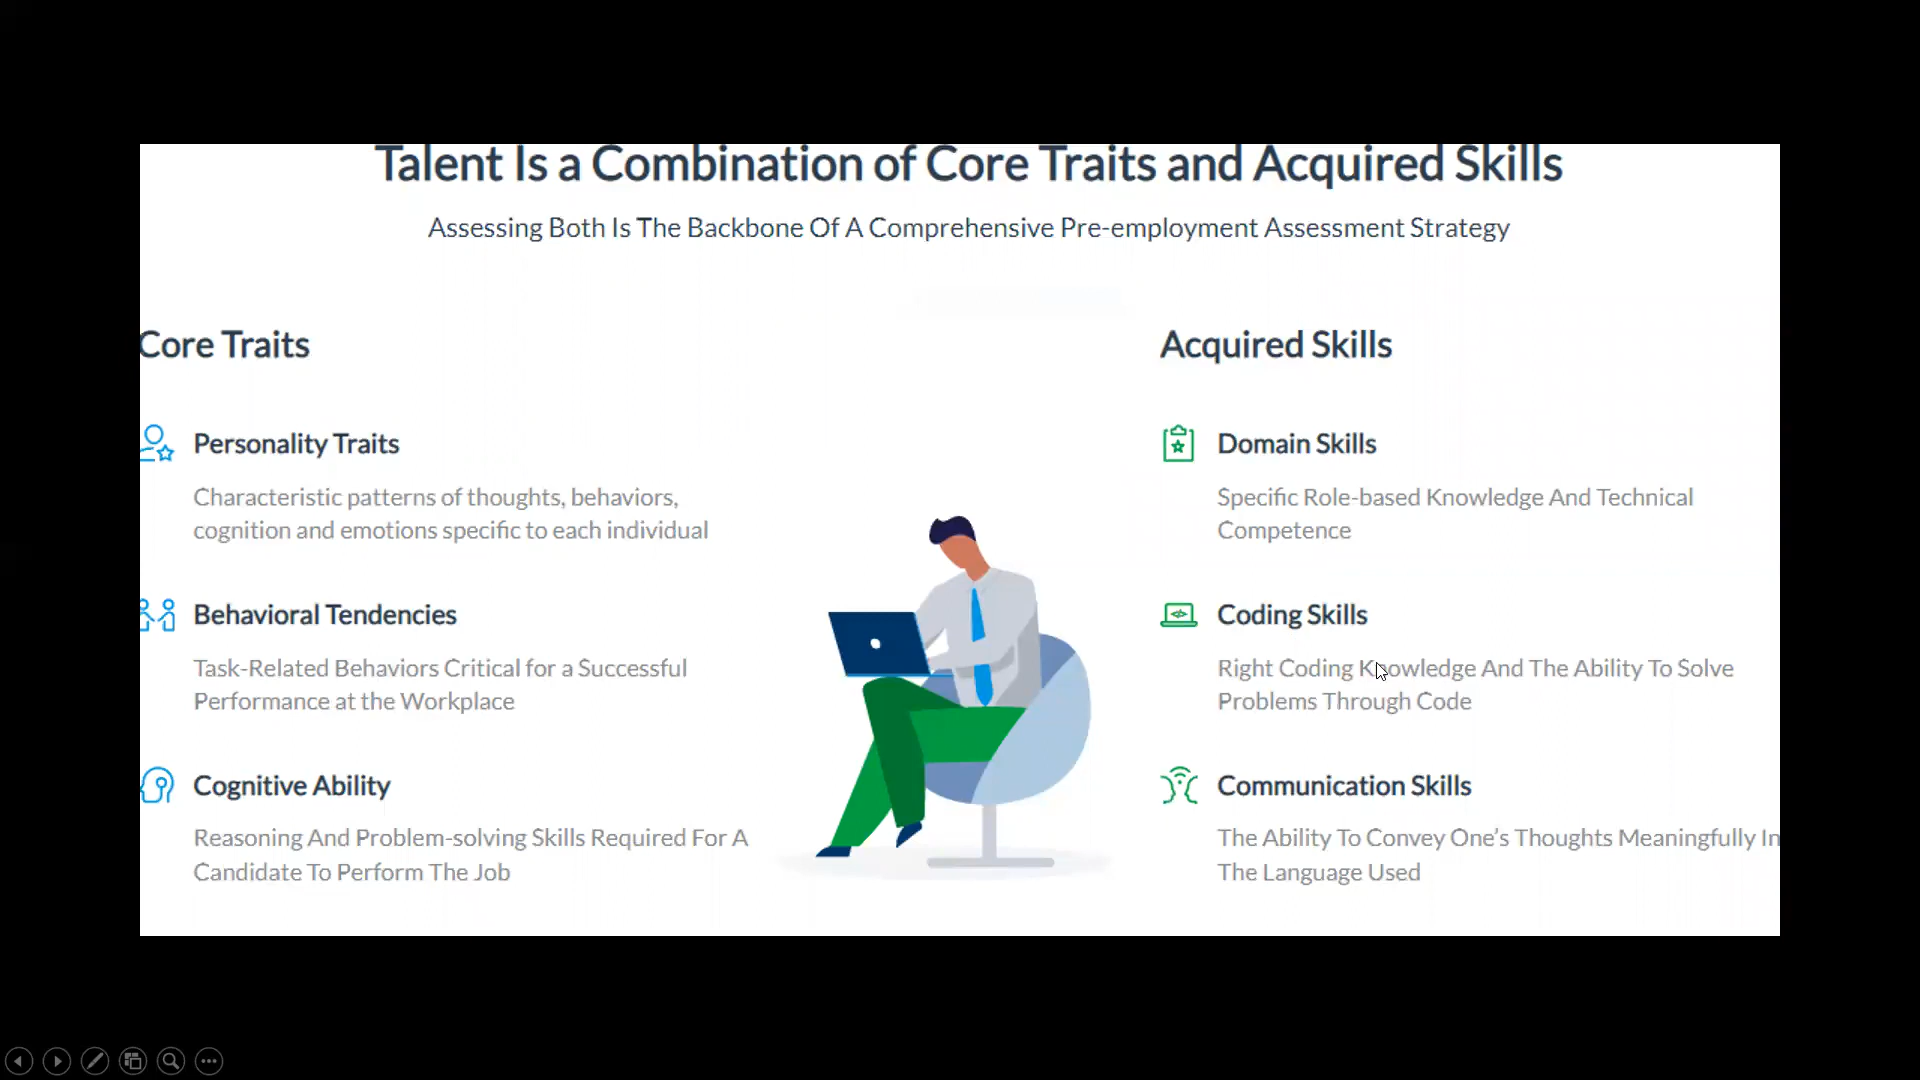 Talent Is a Combination of Core Traits and Acquired Skills
Assessing Both Is The Backbone Of A Comprehensive Pre-employment Assessment Strategy
Core Traits
Personality Traits
Characteristic patterns of thoughts, behaviors,
cognition and emotions specific to each individual
Behavioral Tendencies
Task-Related Behaviors Critical for a Successful
Performance at the Workplace
Cognitive Ability
Reasoning And Problem-solving Skills Required For A
Candidate To Perform The Job
Acquired Skills
Domain Skills
Specific Role-based Knowledge And Technical
Competence
Coding Skills
Right Coding Knowledge And The Ability To Solve
Problems Through Code
Communication Skills
The Ability To Convey One’s Thoughts Meaningfully In
The Language Used